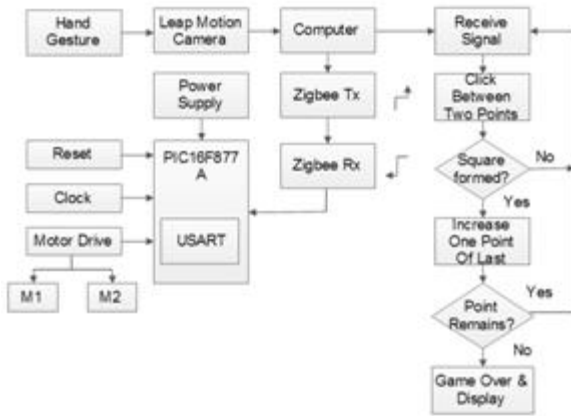 Hand
Gesture
Leap Motion
Camera
Computer
Receive
Signal
Power
Supply
Zigbee Tx
Click
Between
Two Points
Reset
PIC16F877
A
Zigbee Rx
Square
formed?
No
Yes
Clock
USART
Increase
One Point
Of Last
Motor Drive
M1
M2
Point
Remains?
Yes
No
Game Over &
Display